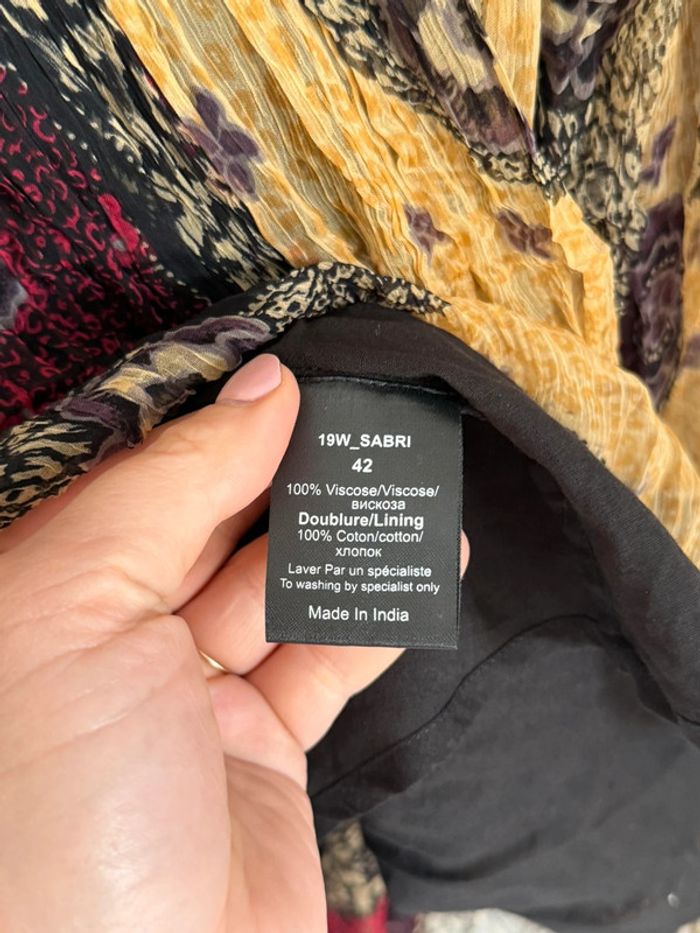 19W_SABRI
42
100% Viscose/Viscose/
вискоза
Doublure/Lining
100% Coton/cotton/
хлопок
Laver Par un spécialiste
To washing by specialist only
Made In India